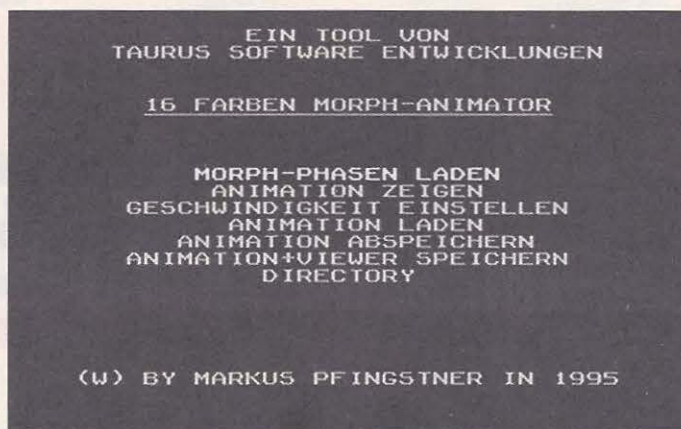 EIN TOOL VON
TAURUS SOFTWARE ENTWICKLUNGEN
16 FARBEN MORPH-ANIMATOR
MORPH-PHASEN LADEN
ANIMATION ZEIGEN
GESCHWINDIGKEIT EINSTELLEN
ANIMATION LADEN
ANIMATION ABSPEICHERN
ANIMATION+VIEWER SPEICHERN
DIRECTORY
(W) BY MARKUS PFINGSTNER IN 1995